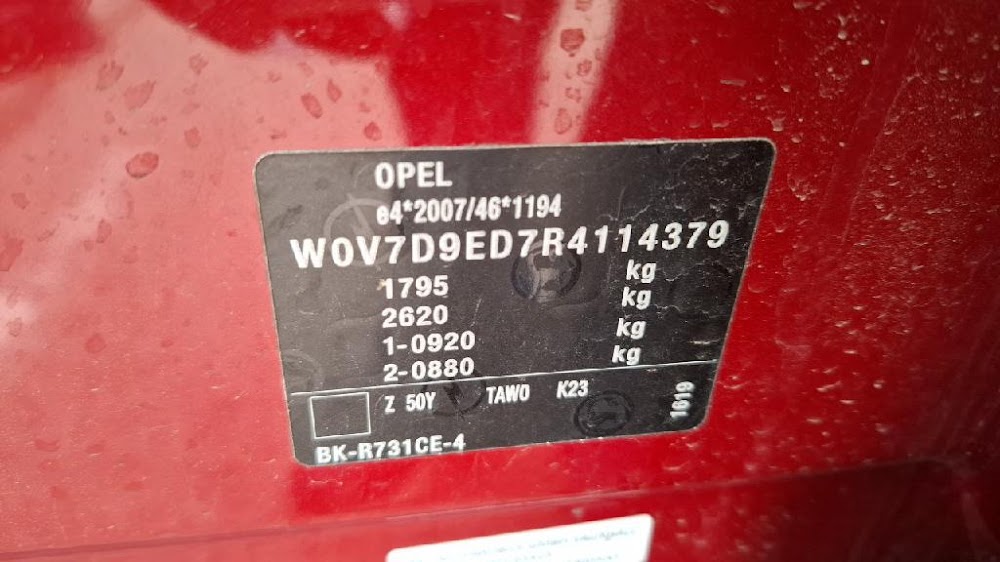 OPEL
e4*2007/46*1194
W0V7D9ED7R4114379
1795 kg
2620 kg
1-0920 kg
2-0880 kg
Z 50Y TAWO K23
1619
BK-R731CE-4